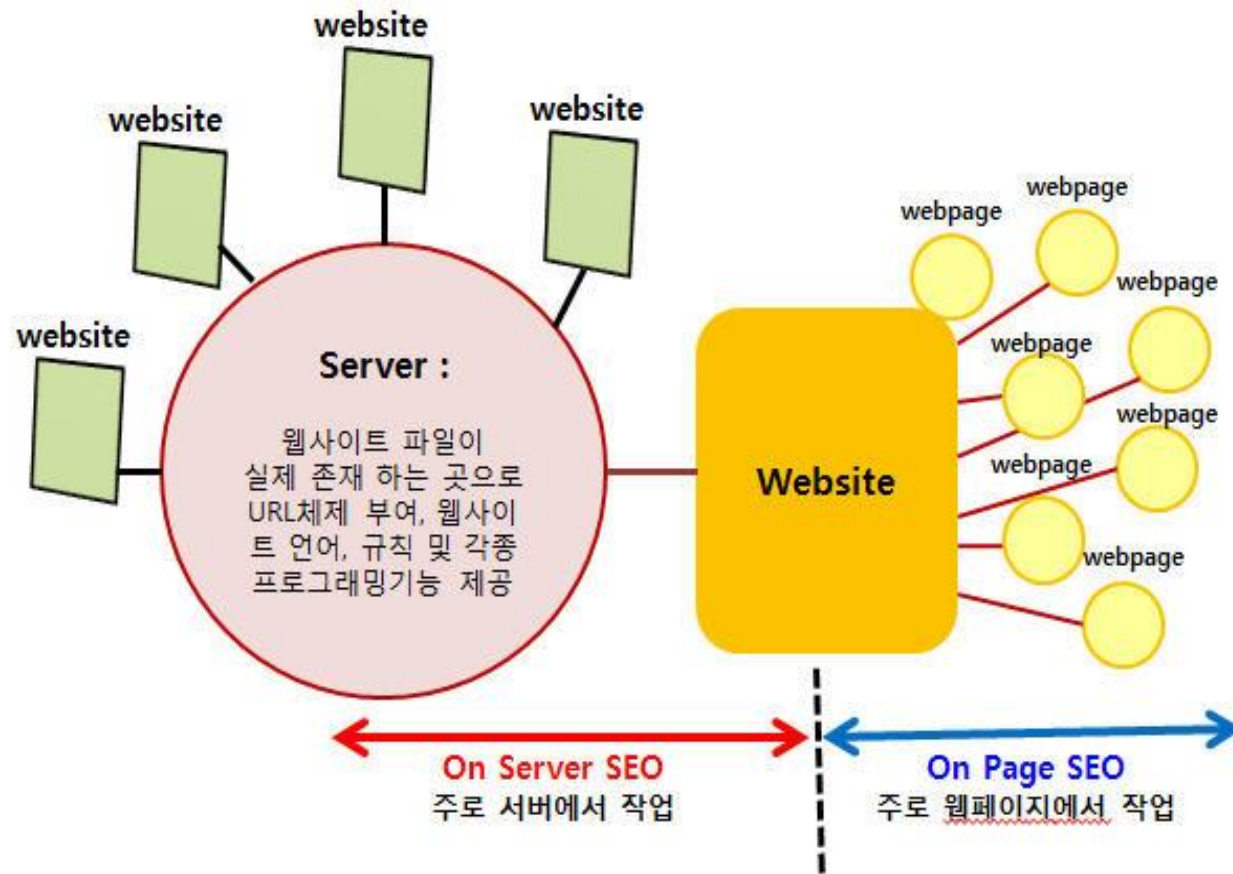 website
website
website
website
Server :
웹사이트 파일이
실제 존재 하는 곳으로
URL체제 부여, 웹사이
트 언어, 규칙 및 각종
프로그래밍기능 제공
Website
webpage
webpage
webpage
webpage
webpage
webpage
webpage
On Server SEO
주로 서버에서 작업
On Page SEO
주로 웹페이지에서 작업